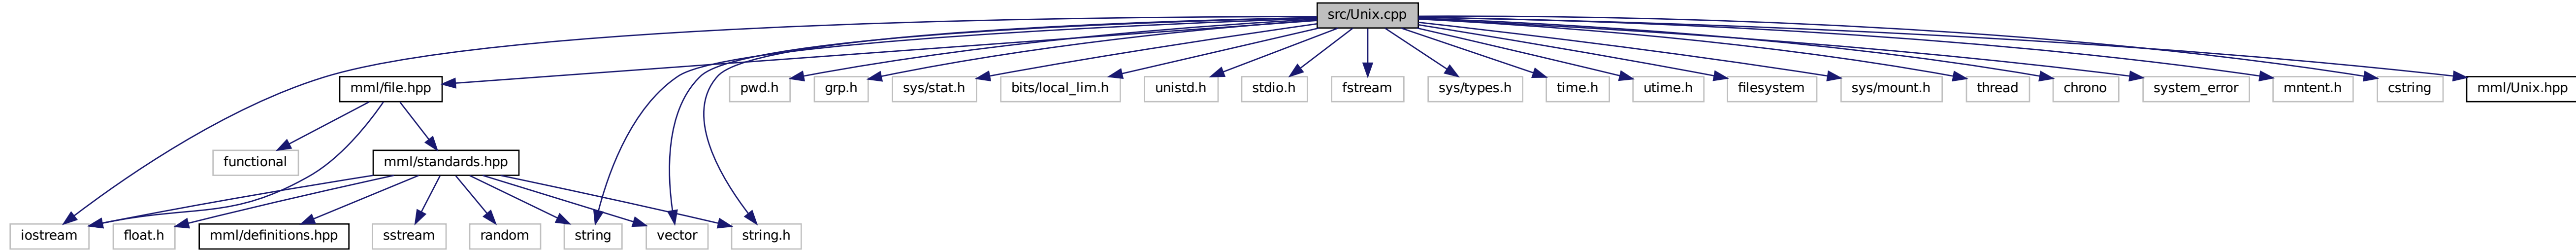 src/Unix.cpp
mml/file.hpp
pwd.h
grp.h
sys/stat.h
bits/local_lim.h
unistd.h
stdio.h
fstream
sys/types.h
time.h
utime.h
filesystem
sys/mount.h
thread
chrono
system_error
mntent.h
cstring
mml/Unix.hpp
functional
mml/standards.hpp
iostream
float.h
mml/definitions.hpp
sstream
random
string
vector
string.h